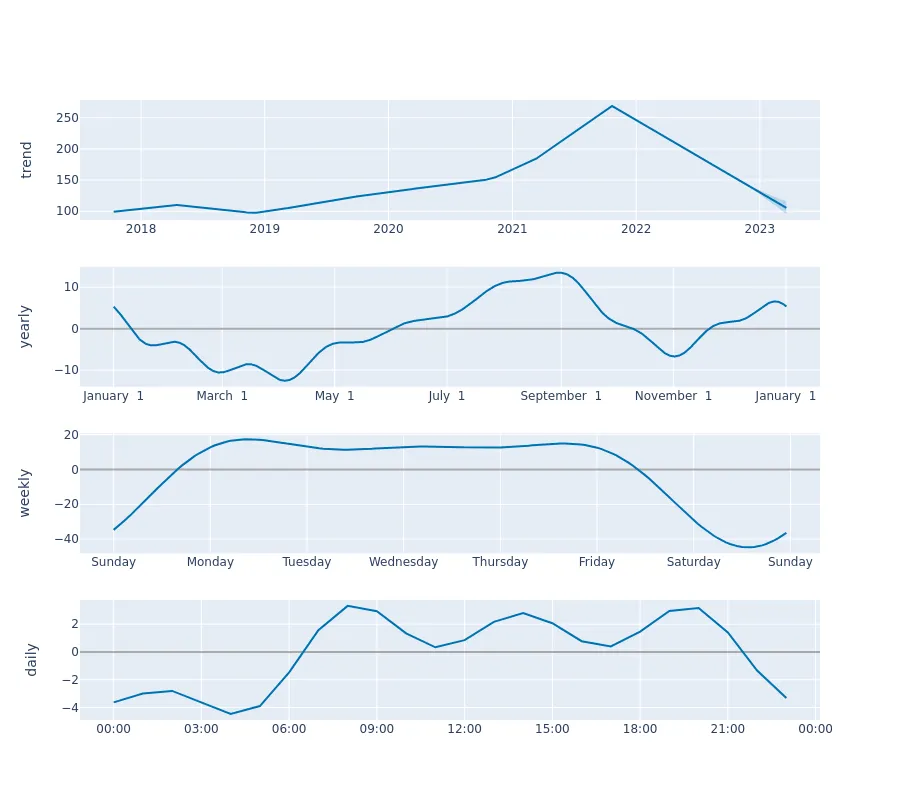 trend
250
200
150
100
2018 2019 2020 2021 2022 2023
yearly
10
0
−10
January 1 March 1 May 1 July 1 September 1 November 1 January 1
weekly
20
0
−20
−40
Sunday Monday Tuesday Wednesday Thursday Friday Saturday Sunday
daily
2
0
−2
−4
00:00 03:00 06:00 09:00 12:00 15:00 18:00 21:00 00:00